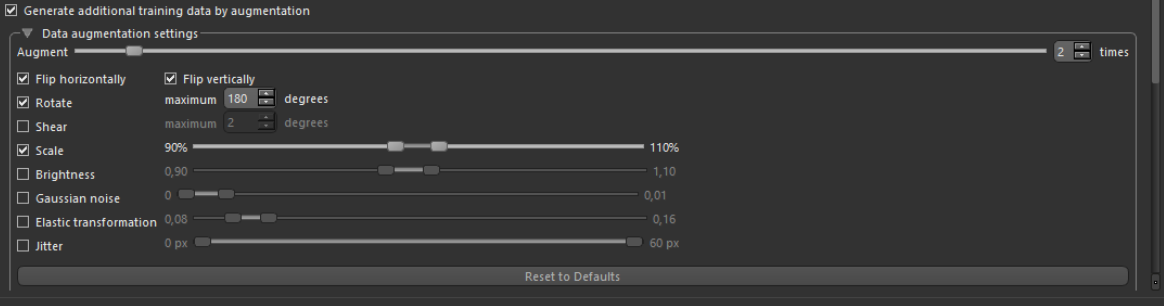 Generate additional training data by augmentation
Data augmentation settings
Augment 2 times
Flip horizontally Flip vertically
Rotate maximum 180 degrees
Shear maximum 2 degrees
Scale 90% 110%
Brightness 0,90 1,10
Gaussian noise 0 0,01
Elastic transformation 0,08 0,16
Jitter 0 px 60 px
Reset to Defaults